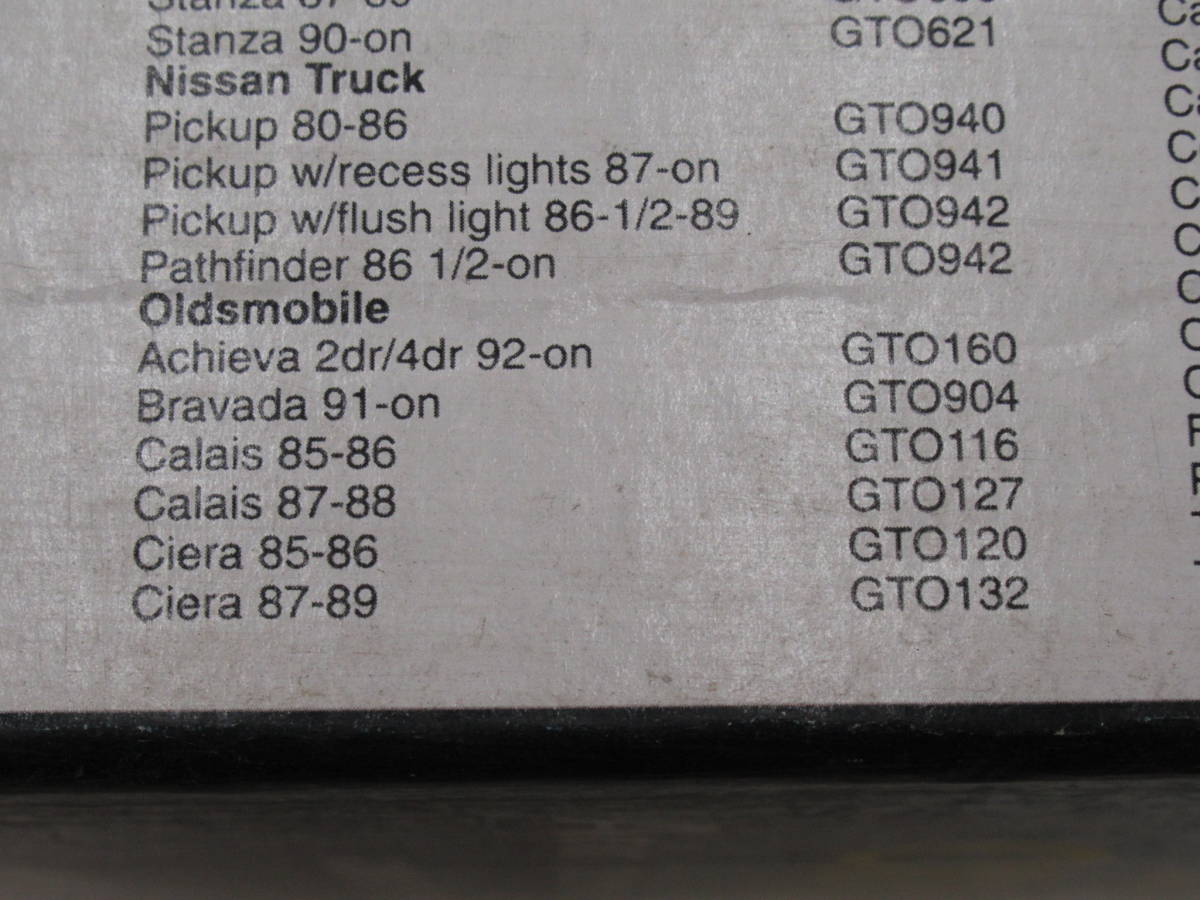 Stanza 90-on GTO621
Nissan Truck
Pickup 80-86 GTO940
Pickup w/recess lights 87-on GTO941
Pickup w/flush light 86-1/2-89 GTO942
Pathfinder 86 1/2-on GTO942
Oldsmobile
Achieva 2dr/4dr 92-on GTO160
Bravada 91-on GTO904
Calais 85-86 GTO116
Calais 87-88 GTO127
Ciera 85-86 GTO120
Ciera 87-89 GTO132